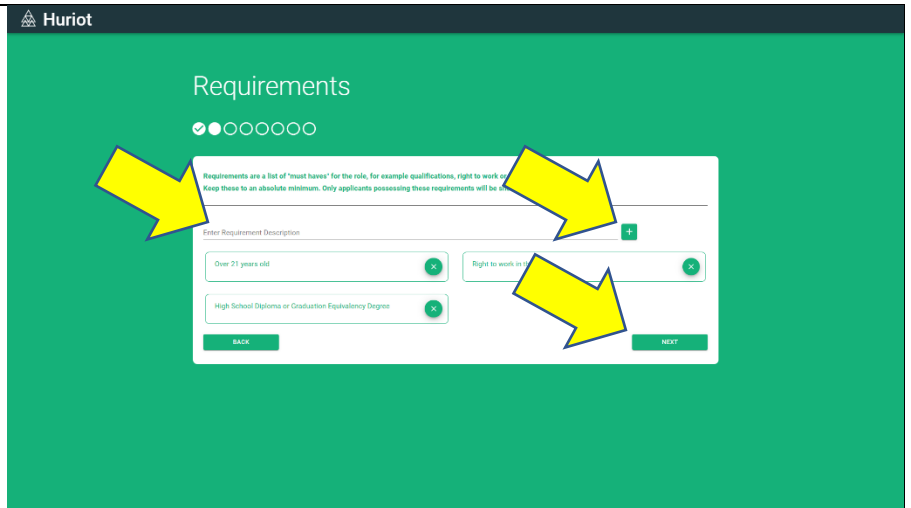 Huriot
Requirements
Requirements are a list of "must haves" for the role, for example qualifications, right to work
Keep these to an absolute minimum. Only applicants possessing these requirements will be
Enter Requirement Description
+
Over 21 years old
Right to work in
High School Diploma or Graduation Equivalency Degree
BACK
NEXT